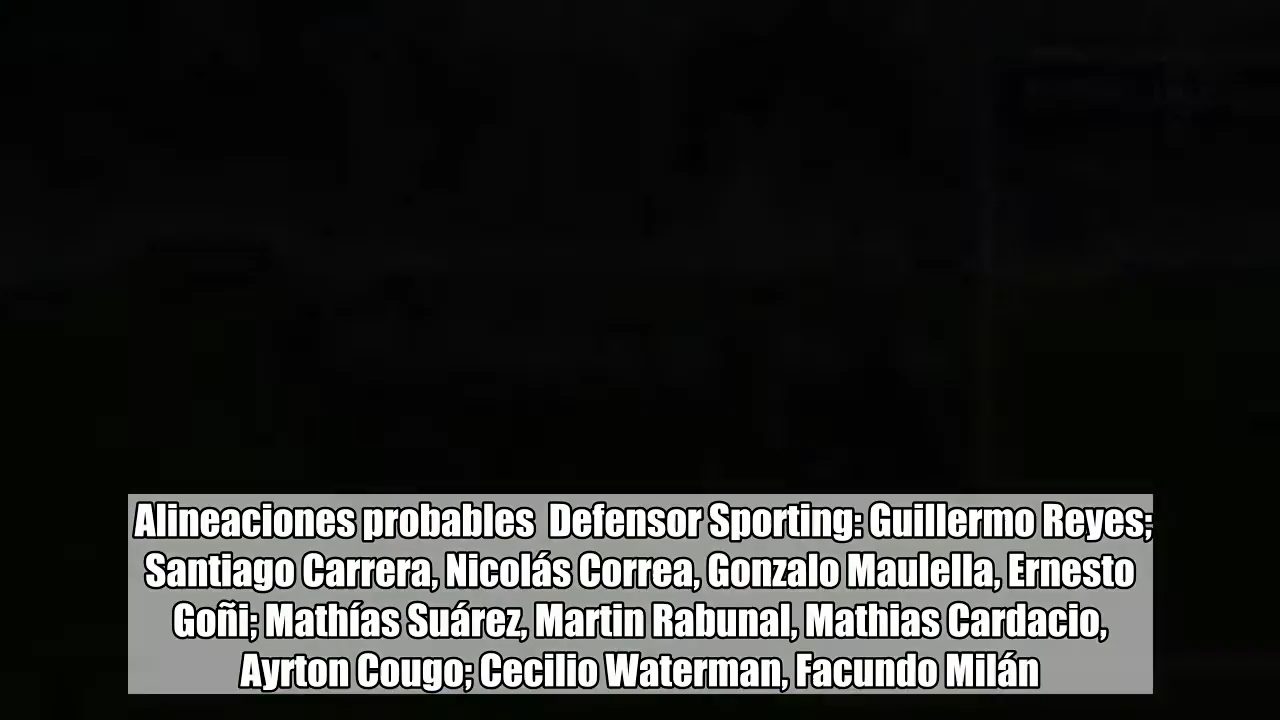 Alineaciones probables  Defensor Sporting: Guillermo Reyes;
Santiago Carrera, Nicolás Correa, Gonzalo Maulella, Ernesto
Goñi; Mathías Suárez, Martin Rabunal, Mathias Cardacio,
Ayrton Cougo; Cecilio Waterman, Facundo Milán